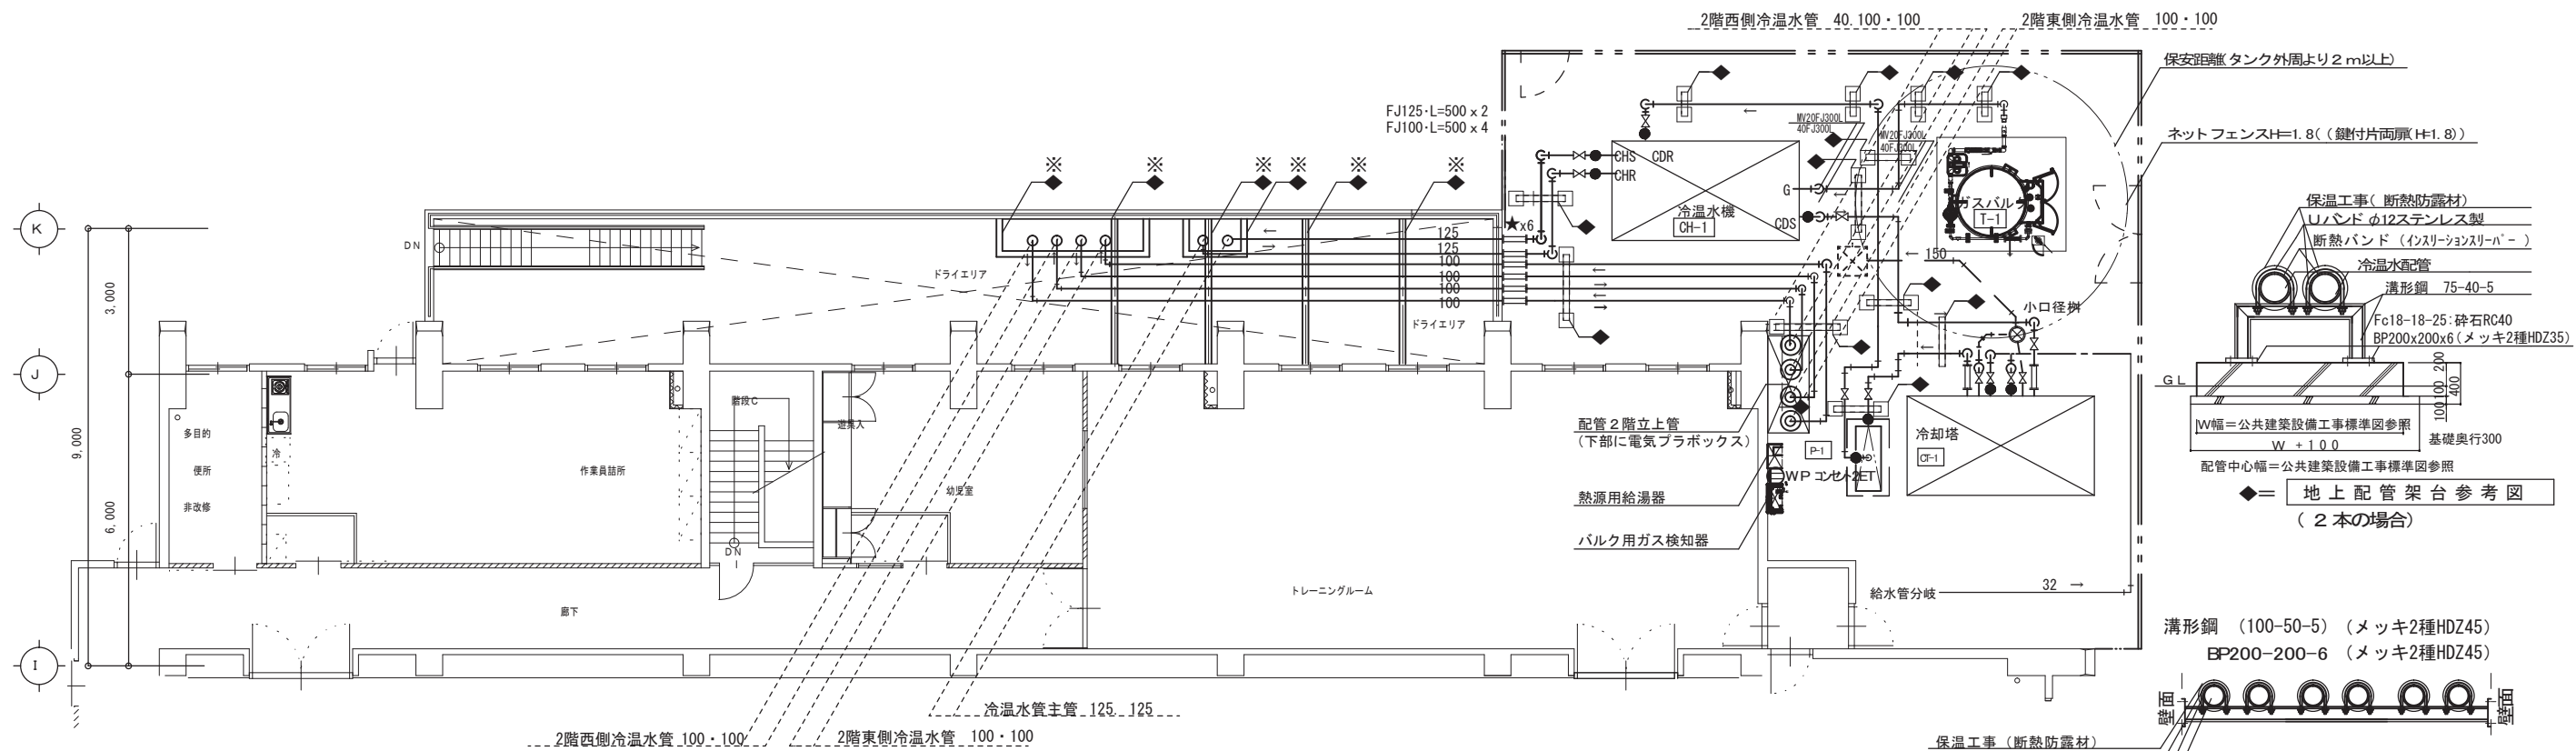 2階西側冷温水管 40.100・100
2階東側冷温水管 100・100
保安距離(タンク外周より2m以上)
FJ125·L=500 x 2
FJ100·L=500 x 4
MV20FJ300L
40FJ300L
MV20FJ300L
40FJ300L
ネットフェンスH=1.8((鍵付片両扉(H=1.8))
※
※
※
※
※
※
CHS
CDR
CHR
G
CDS
冷温水機
CH-1
T-1
★x6
K
DN
125
125
100
100
100
100
150
ドライエリア
ドライエリア
小口径桝
保温工事(断熱防露材)
Uバンド φ12ステンレス製
断熱バンド (インスリーションスリーパー)
冷温水配管
溝形鋼 75-40-5
Fc18-18-25:砕石RC40
BP200x200x6(メッキ2種HDZ35)
GL
200
100
100
400
W幅=公共建築設備工事標準図参照
W +100
基礎奥行300
配管中心幅=公共建築設備工事標準図参照
◆= 地上配管架台参考図
(2本の場合)
3,000
9,000
6,000
J
I
多目的
便所
非改修
冷
作業員詰所
階段C
DN
遊具入
幼児室
廊下
トレーニングルーム
配管2階立上管
(下部に電気プラボックス)
P-1
WPコンセント2ET
熱源用給湯器
バルク用ガス検知器
冷却塔
CT-1
給水管分岐
32 →
溝形鋼 (100-50-5) (メッキ2種HDZ45)
BP200-200-6 (メッキ2種HDZ45)
壁面
壁面
保温工事(断熱防露材)
冷温水管主管 125. 125
2階西側冷温水管 100・100
2階東側冷温水管 100・100